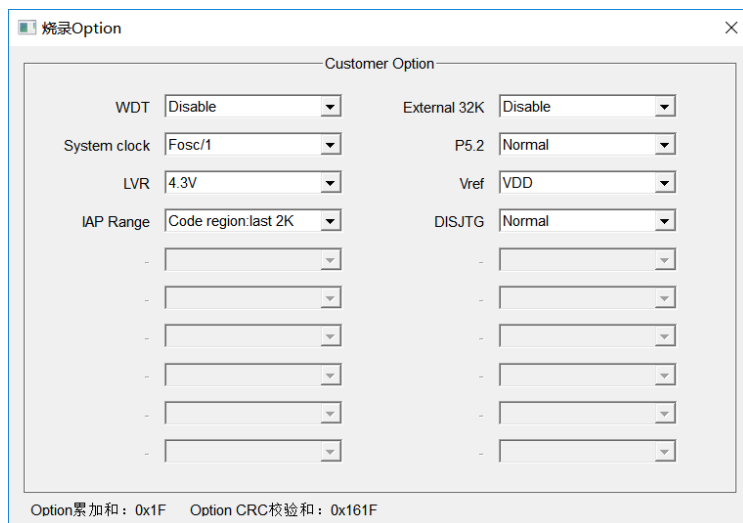 烧录Option
Customer Option
WDT Disable External 32K Disable
System clock Fosc/1 P5.2 Normal
LVR 4.3V Vref VDD
IAP Range Code region:last 2K DISJTG Normal
- -
- -
- -
- -
- -
- -
Option累加和：0x1F Option CRC校验和：0x161F